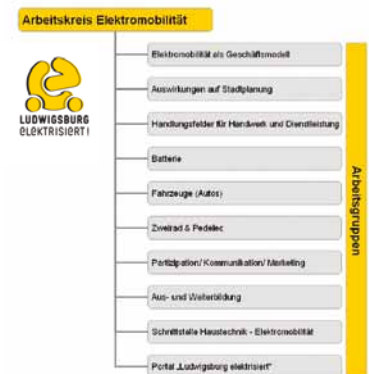 Arbeitskreis Elektromobilität
Elektromobilität als Geschäftsmodell
Auswirkungen auf Stadtplanung
LUDWIGSBURG
eLeKTRISIERT!
Handlungsfelder für Handwerk und Dienstleistung
Batterie
Fahrzeuge (Autos)
Zweirad & Pedelec
Partizipation/ Kommunikation/ Marketing
Aus- und Weiterbildung
Schnittstelle Haustechnik - Elektromobilität
Portal „Ludwigsburg elektrisiert"
Arbeitsgruppen